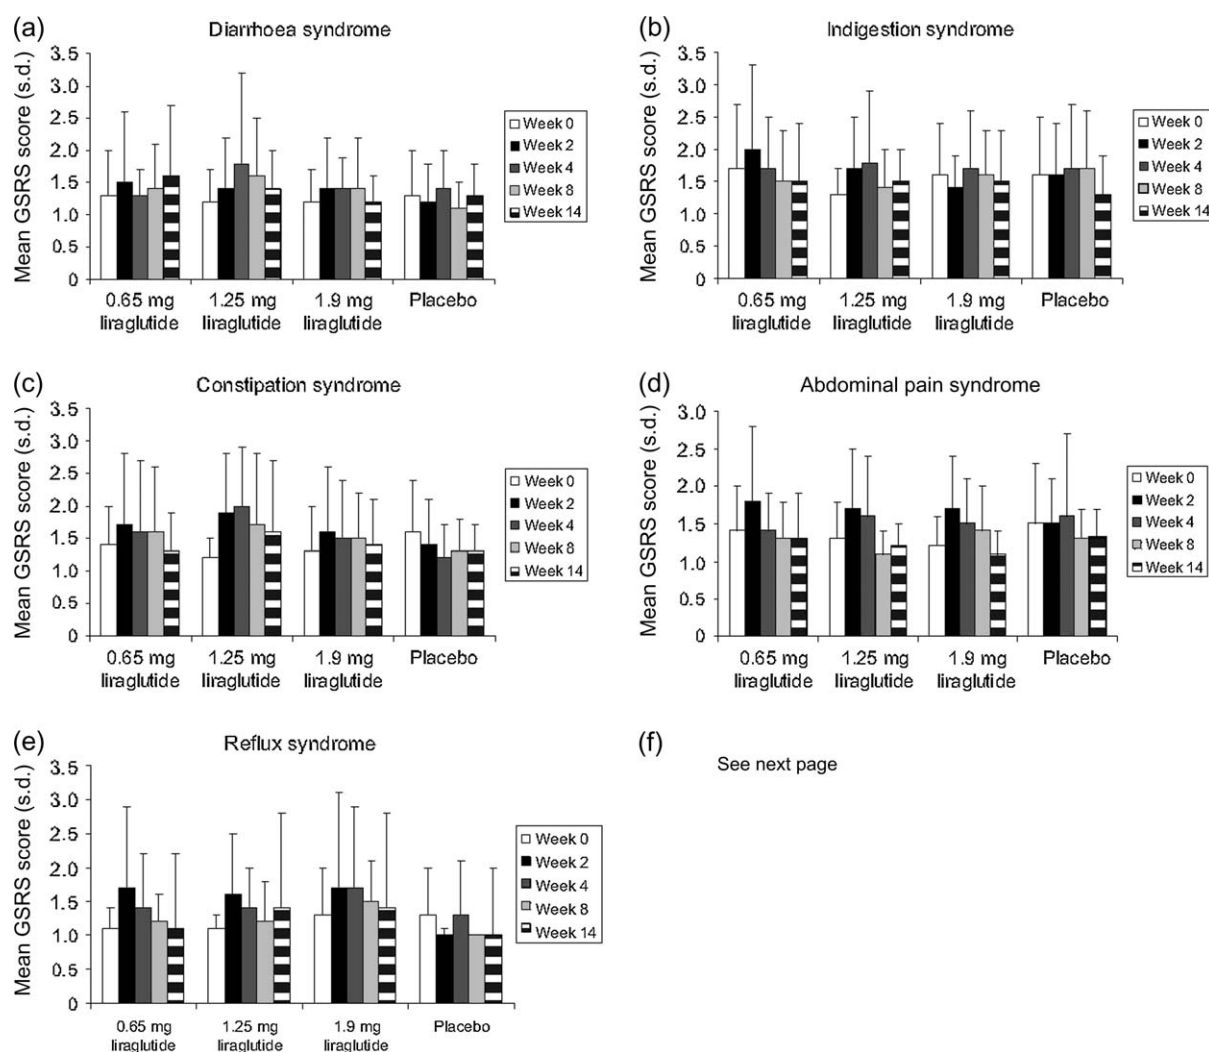 (a)
Diarrhoea syndrome
Mean GSRS score (s.d.)
3.5
3.0
2.5
2.0
1.5
1.0
0.5
0
0.65 mg liraglutide
1.25 mg liraglutide
1.9 mg liraglutide
Placebo
Week 0
Week 2
Week 4
Week 8
Week 14
(b)
Indigestion syndrome
Mean GSRS score (s.d.)
3.5
3.0
2.5
2.0
1.5
1.0
0.5
0
0.65 mg liraglutide
1.25 mg liraglutide
1.9 mg liraglutide
Placebo
Week 0
Week 2
Week 4
Week 8
Week 14
(c)
Constipation syndrome
Mean GSRS score (s.d.)
3.5
3.0
2.5
2.0
1.5
1.0
0.5
0
0.65 mg liraglutide
1.25 mg liraglutide
1.9 mg liraglutide
Placebo
Week 0
Week 2
Week 4
Week 8
Week 14
(d)
Abdominal pain syndrome
Mean GSRS score (s.d.)
3.0
2.5
2.0
1.5
1.0
0.5
0
0.65 mg liraglutide
1.25 mg liraglutide
1.9 mg liraglutide
Placebo
Week 0
Week 2
Week 4
Week 8
Week 14
(e)
Reflux syndrome
Mean GSRS score (s.d.)
3.5
3.0
2.5
2.0
1.5
1.0
0.5
0
0.65 mg liraglutide
1.25 mg liraglutide
1.9 mg liraglutide
Placebo
Week 0
Week 2
Week 4
Week 8
Week 14
(f)
See next page